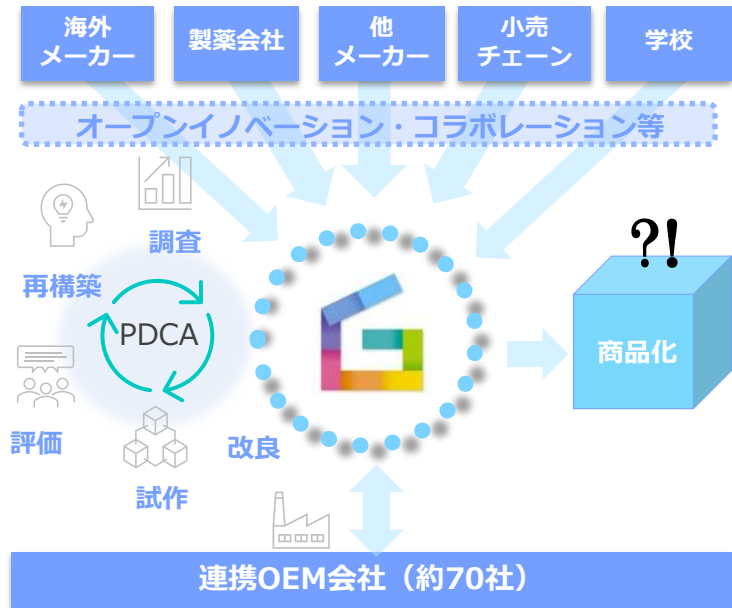 海外
メーカー
製薬会社
他
メーカー
小売
チェーン
学校
オープンイノベーション・コラボレーション等
調査
再構築
PDCA
評価
試作
改良
?!
商品化
連携OEM会社（約70社）